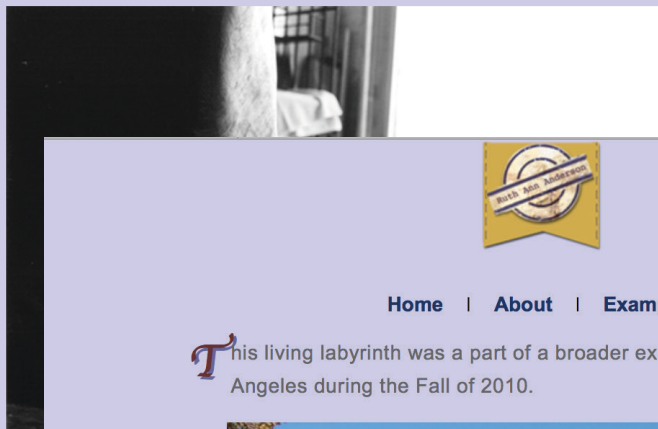 Ruth Ann Anderson
Home | About | Exam
This living labyrinth was a part of a broader ex
Angeles during the Fall of 2010.